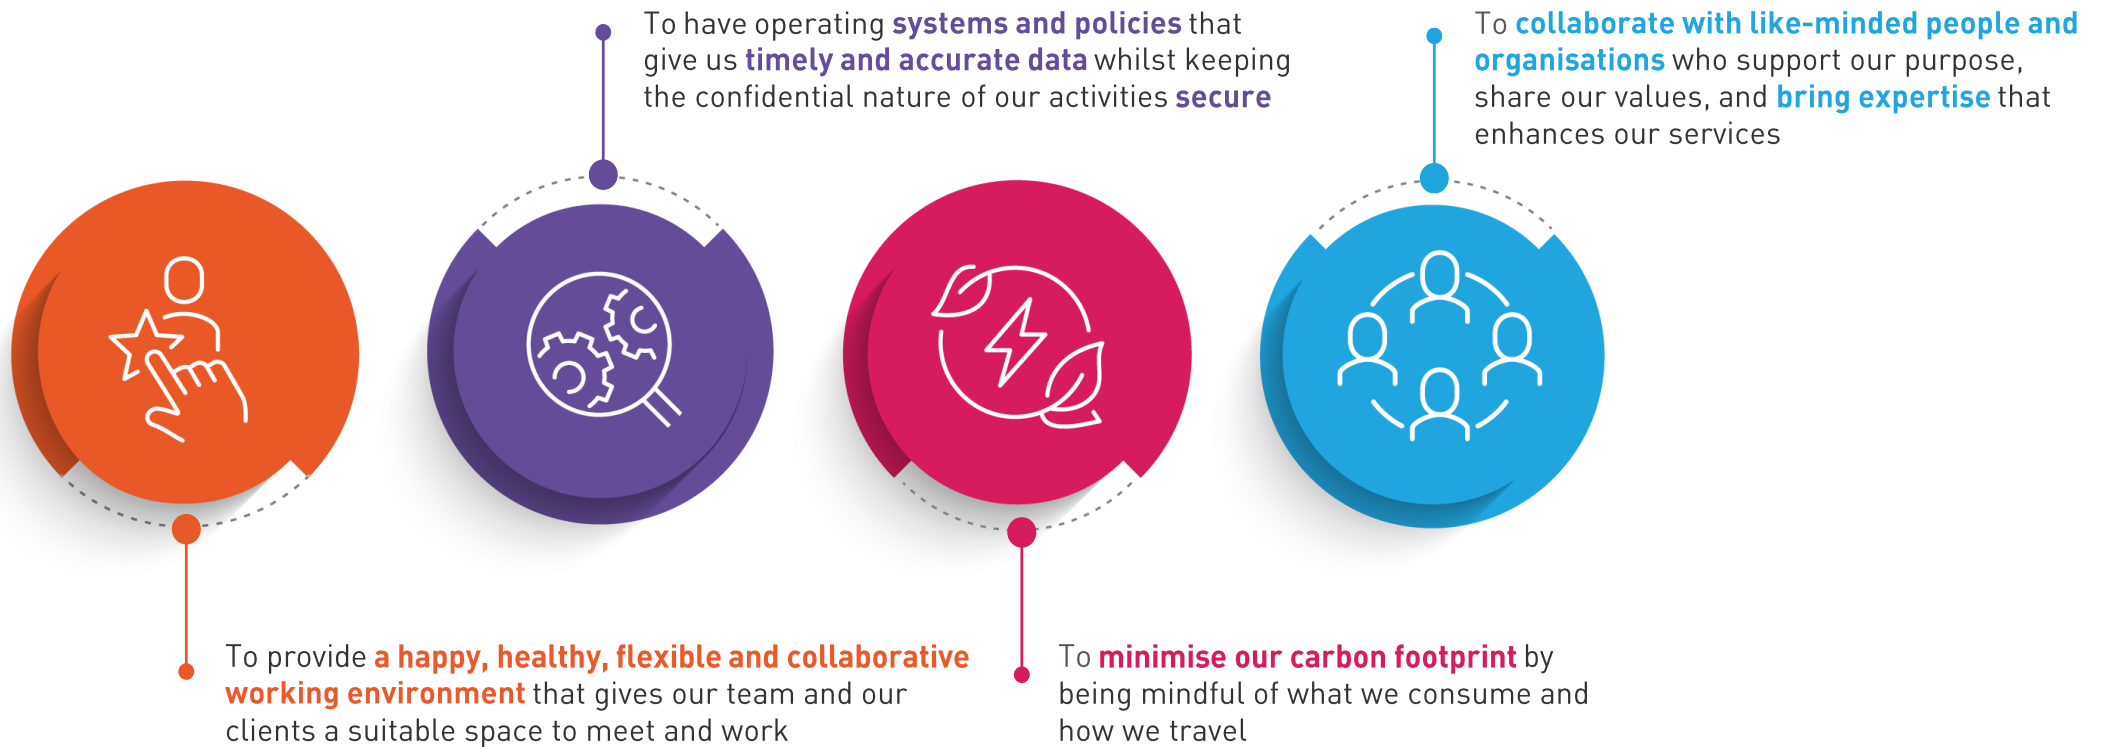 To have operating systems and policies that
give us timely and accurate data whilst keeping
the confidential nature of our activities secure
To collaborate with like-minded people and
organisations who support our purpose,
share our values, and bring expertise that
enhances our services
To provide a happy, healthy, flexible and collaborative
working environment that gives our team and our
clients a suitable space to meet and work
To minimise our carbon footprint by
being mindful of what we consume and
how we travel